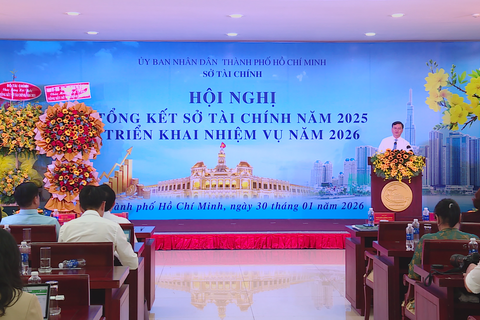 ỦY BAN NHÂN DÂN THÀNH PHỐ HỒ CHÍ MINH
SỞ TÀI CHÍNH
HỘI NGHỊ
TỔNG KẾT SỞ TÀI CHÍNH NĂM 2025
TRIỂN KHAI NHIỆM VỤ NĂM 2026
Thành phố Hồ Chí Minh, ngày 30 tháng 01 năm 2026